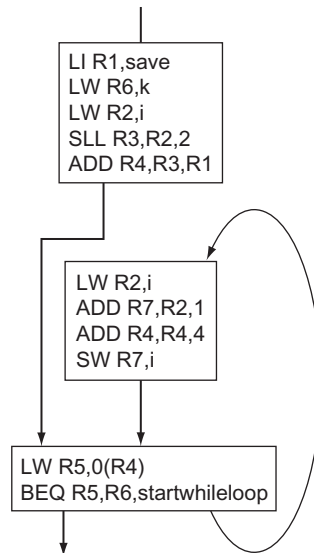 LI R1,save
LW R6,k
LW R2,i
SLL R3,R2,2
ADD R4,R3,R1
LW R2,i
ADD R7,R2,1
ADD R4,R4,4
SW R7,i
LW R5,0(R4)
BEQ R5,R6,startwhileloop